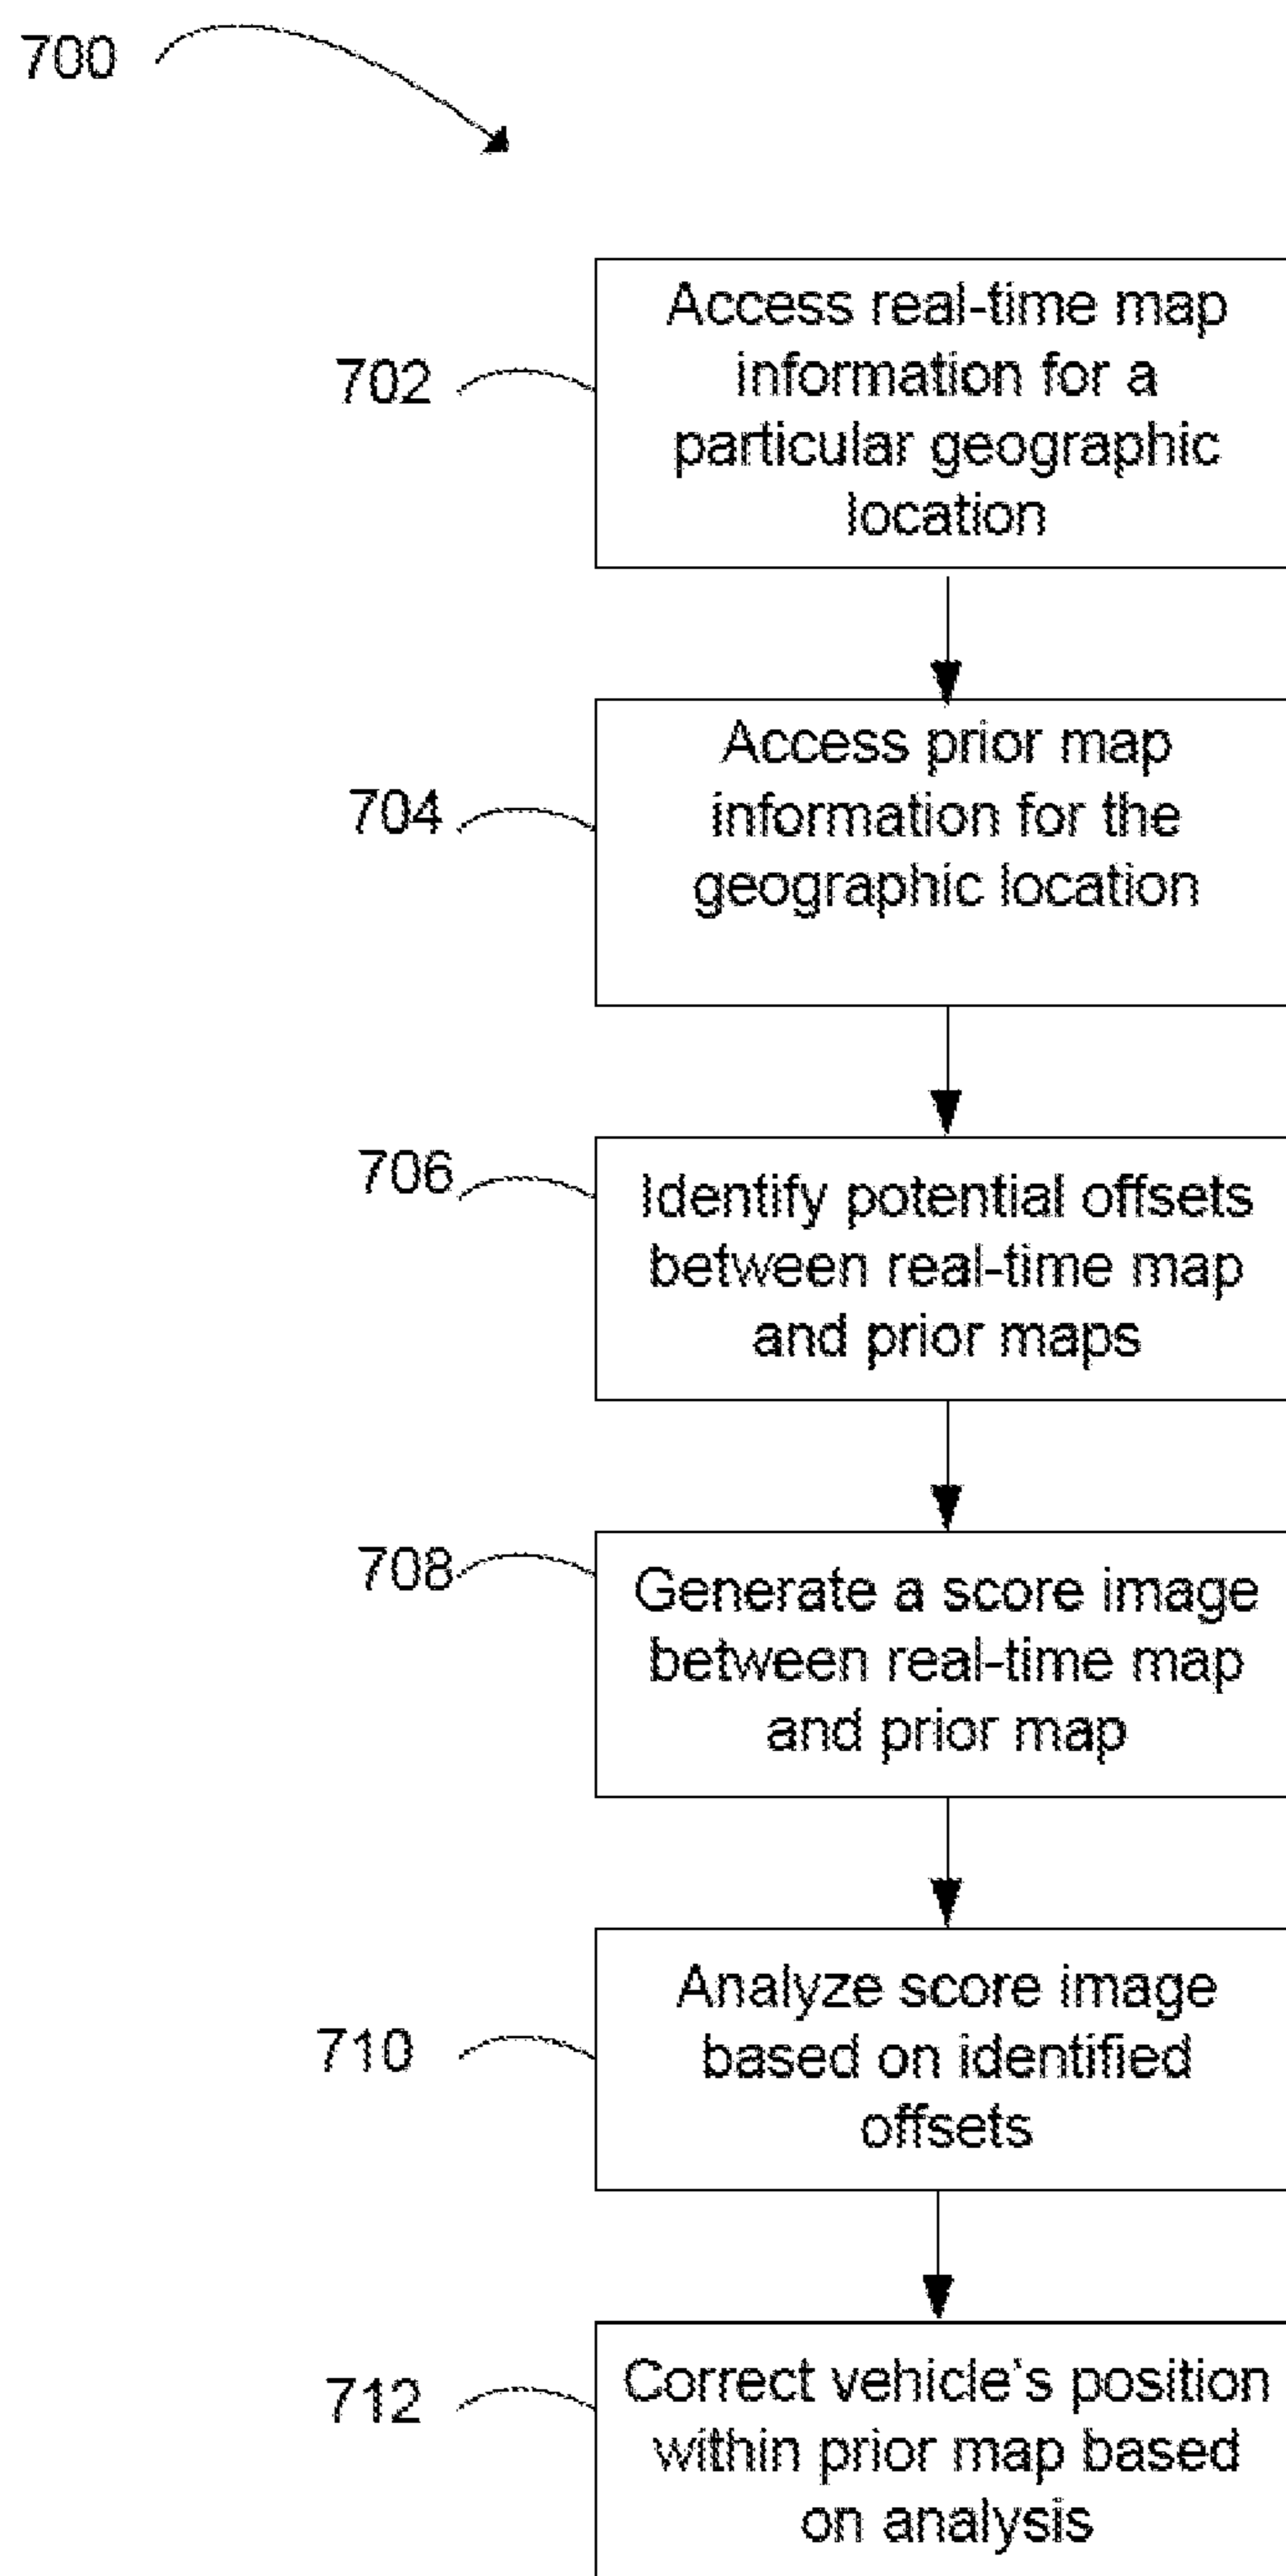 700
702
Access real-time map
information for a
particular geographic
location
704
Access prior map
information for the
geographic location
706
Identify potential offsets
between real-time map
and prior maps
708
Generate a score image
between real-time map
and prior map
710
Analyze score image
based on identified
offsets
712
Correct vehicle's position
within prior map based
on analysis